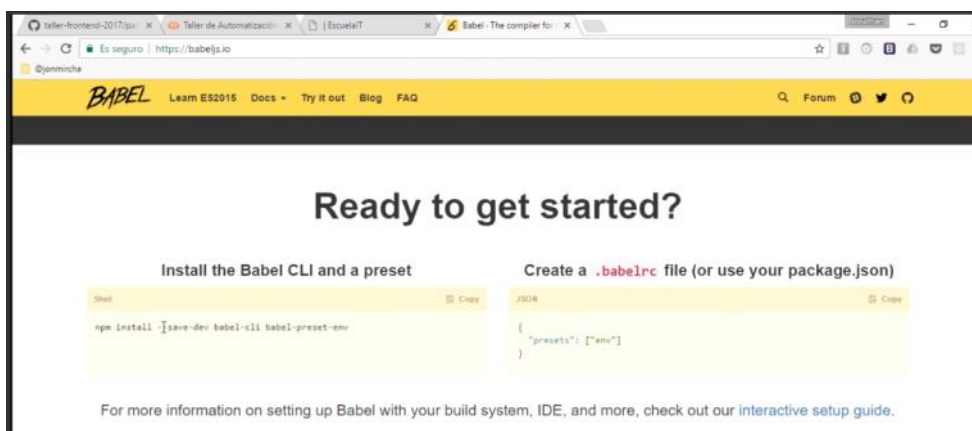 taller-frontend-2017/pa
Taller de Automatización
| EscuelaIT
Babel · The compiler for
Es seguro | https://babeljs.io
@jonmircha
BABEL Learn ES2015 Docs Try it out Blog FAQ Forum
Ready to get started?
Install the Babel CLI and a preset
Shell Copy
npm install --save-dev babel-cli babel-preset-env
Create a .babelrc file (or use your package.json)
JSON Copy
{
"presets": ["env"]
}
For more information on setting up Babel with your build system, IDE, and more, check out our interactive setup guide.